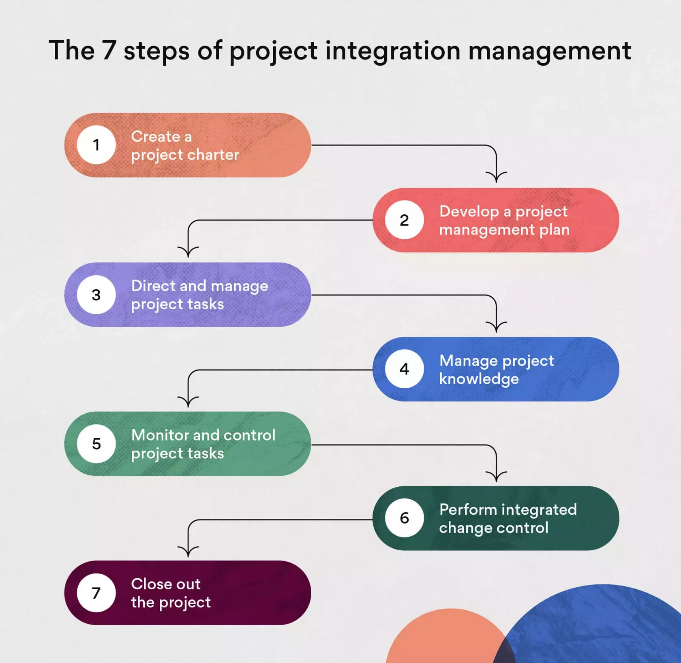 The 7 steps of project integration management
1
Create a
project charter
2
Develop a project
management plan
3
Direct and manage
project tasks
4
Manage project
knowledge
5
Monitor and control
project tasks
6
Perform integrated
change control
7
Close out
the project